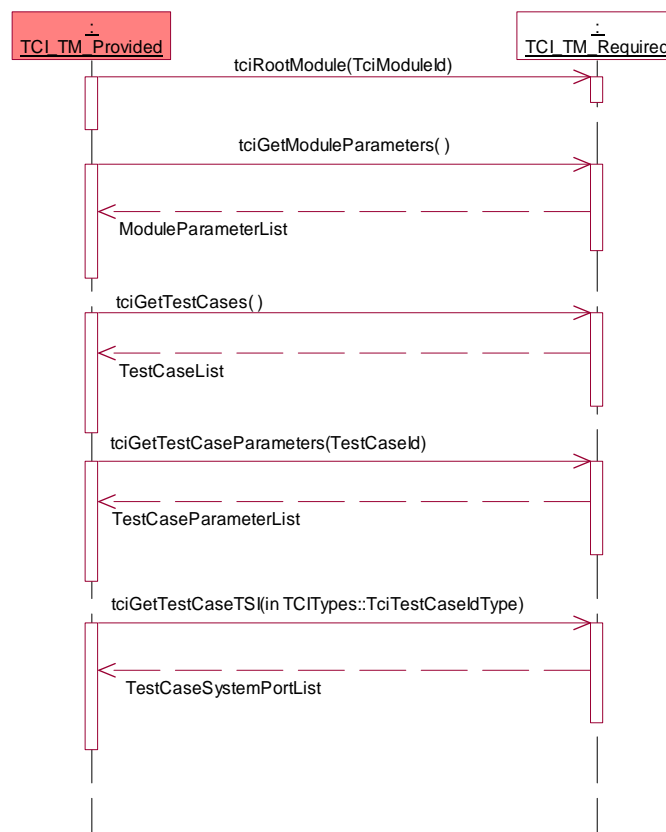 :
TCI_TM_Provided
:
TCI_TM_Required
tciRootModule(TciModuleId)
tciGetModuleParameters( )
ModuleParameterList
tciGetTestCases( )
TestCaseList
tciGetTestCaseParameters(TestCaseId)
TestCaseParameterList
tciGetTestCaseTSI(in TCITypes::TciTestCaseIdType)
TestCaseSystemPortList